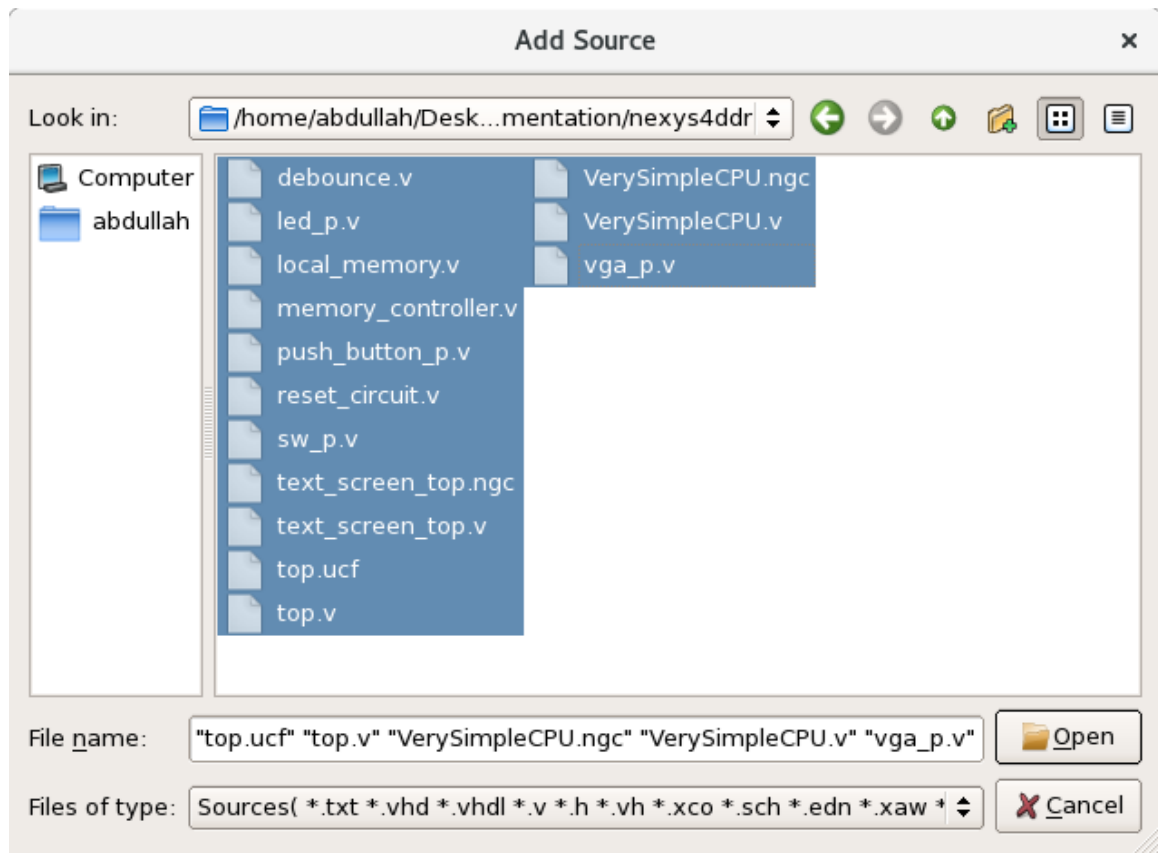 Add Source
Look in: /home/abdullah/Desk...mentation/nexys4ddr
Computer
abdullah
debounce.v
led_p.v
local_memory.v
memory_controller.v
push_button_p.v
reset_circuit.v
sw_p.v
text_screen_top.ngc
text_screen_top.v
top.ucf
top.v
VerySimpleCPU.ngc
VerySimpleCPU.v
vga_p.v
File name: "top.ucf" "top.v" "VerySimpleCPU.ngc" "VerySimpleCPU.v" "vga_p.v"
Open
Files of type: Sources( *.txt *.vhd *.vhdl *.v *.h *.vh *.xco *.sch *.edn *.xaw *
Cancel